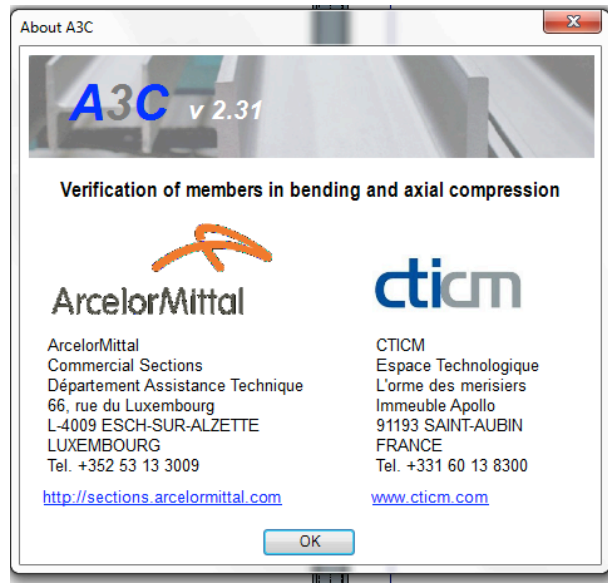 About A3C
A3C v 2.31
Verification of members in bending and axial compression
ArcelorMittal
cticm
ArcelorMittal
Commercial Sections
Département Assistance Technique
66, rue du Luxembourg
L-4009 ESCH-SUR-ALZETTE
LUXEMBOURG
Tel. +352 53 13 3009
http://sections.arcelormittal.com
CTICM
Espace Technologique
L'orme des merisiers
Immeuble Apollo
91193 SAINT-AUBIN
FRANCE
Tel. +331 60 13 8300
www.cticm.com
OK